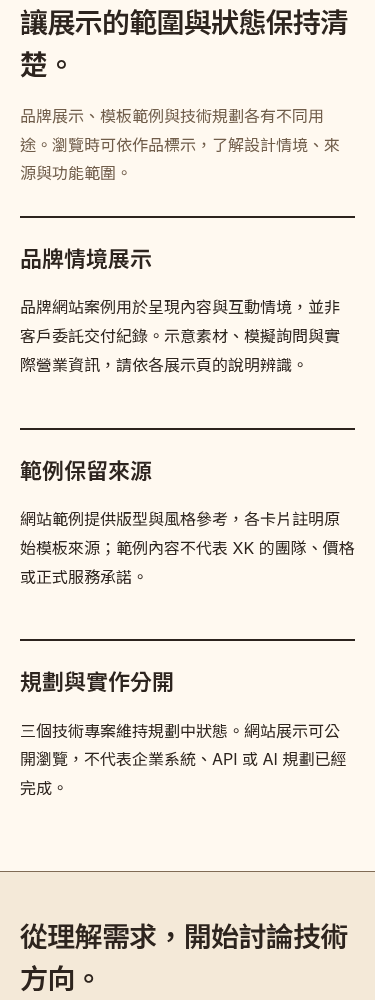 讓展示的範圍與狀態保持清
楚。
品牌展示、模板範例與技術規劃各有不同用
途。瀏覽時可依作品標示，了解設計情境、來
源與功能範圍。
品牌情境展示
品牌網站案例用於呈現內容與互動情境，並非
客戶委託交付紀錄。示意素材、模擬詢問與實
際營業資訊，請依各展示頁的說明辨識。
範例保留來源
網站範例提供版型與風格參考，各卡片註明原
始模板來源；範例內容不代表 XK 的團隊、價格
或正式服務承諾。
規劃與實作分開
三個技術專案維持規劃中狀態。網站展示可公
開瀏覽，不代表企業系統、API 或 AI 規劃已經
完成。
從理解需求，開始討論技術
方向。